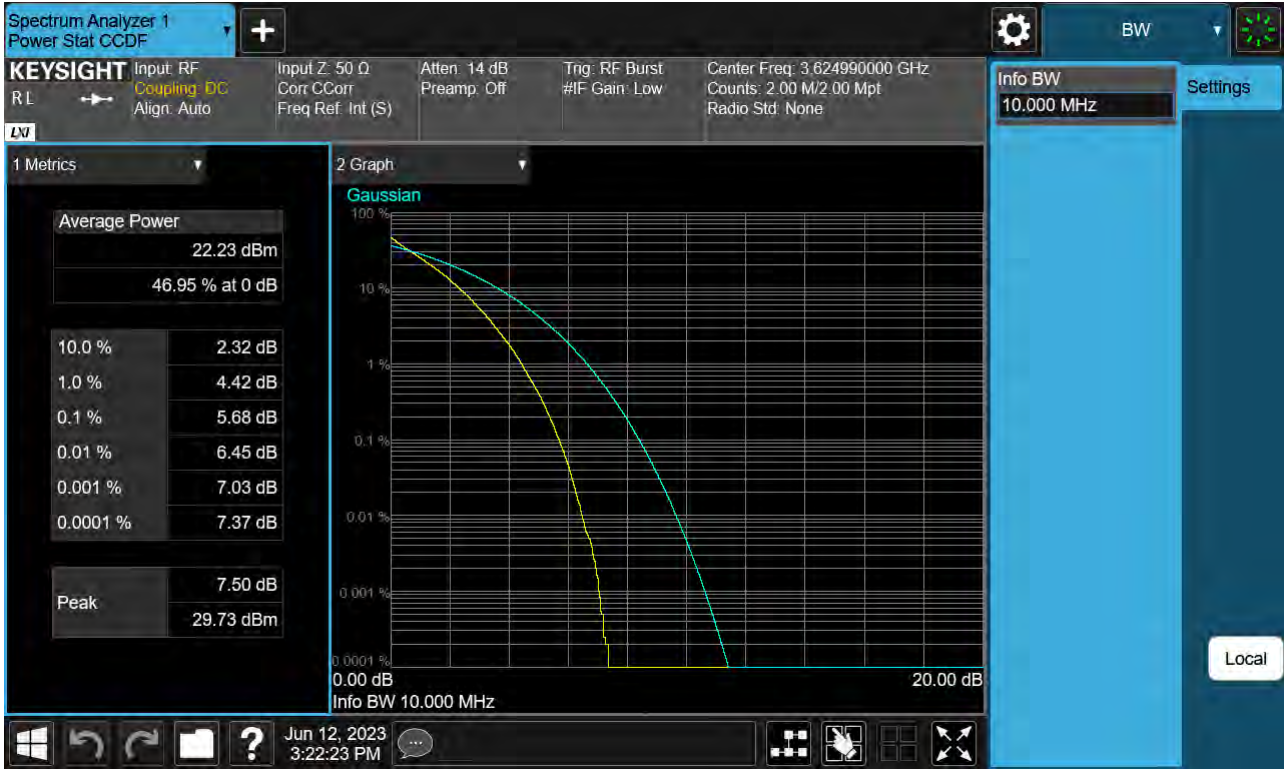 Spectrum Analyzer 1
Power Stat CCDF
BW
KEYSIGHT
R L
LXI
Input: RF
Coupling: DC
Align: Auto
Input Z: 50 Ω
Corr CCorr
Freq Ref: Int (S)
Atten: 14 dB
Preamp: Off
Trig: RF Burst
#IF Gain: Low
Center Freq: 3.624990000 GHz
Counts: 2.00 M/2.00 Mpt
Radio Std: None
Info BW
10.000 MHz
Settings
1 Metrics
Average Power
22.23 dBm
46.95 % at 0 dB
10.0 % 2.32 dB
1.0 % 4.42 dB
0.1 % 5.68 dB
0.01 % 6.45 dB
0.001 % 7.03 dB
0.0001 % 7.37 dB
Peak
7.50 dB
29.73 dBm
2 Graph
Gaussian
100 %
10 %
1 %
0.1 %
0.01 %
0.001 %
0.0001 %
0.00 dB 20.00 dB
Info BW 10.000 MHz
Local
?
Jun 12, 2023
3:22:23 PM